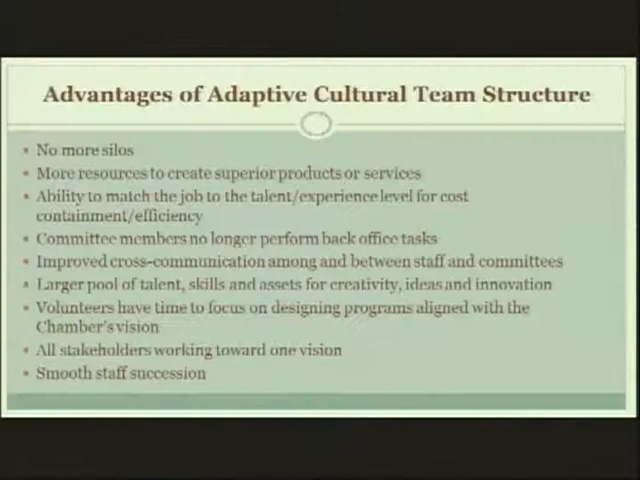 Advantages of Adaptive Cultural Team Structure
No more silos
More resources to create superior products or services
Ability to match the job to the talent/experience level for cost
containment/efficiency
Committee members no longer perform back office tasks
Improved cross-communication among and between staff and committees
Larger pool of talent, skills and assets for creativity, ideas and innovation
Volunteers have time to focus on designing programs aligned with the
Chamber's vision
All stakeholders working toward one vision
Smooth staff succession